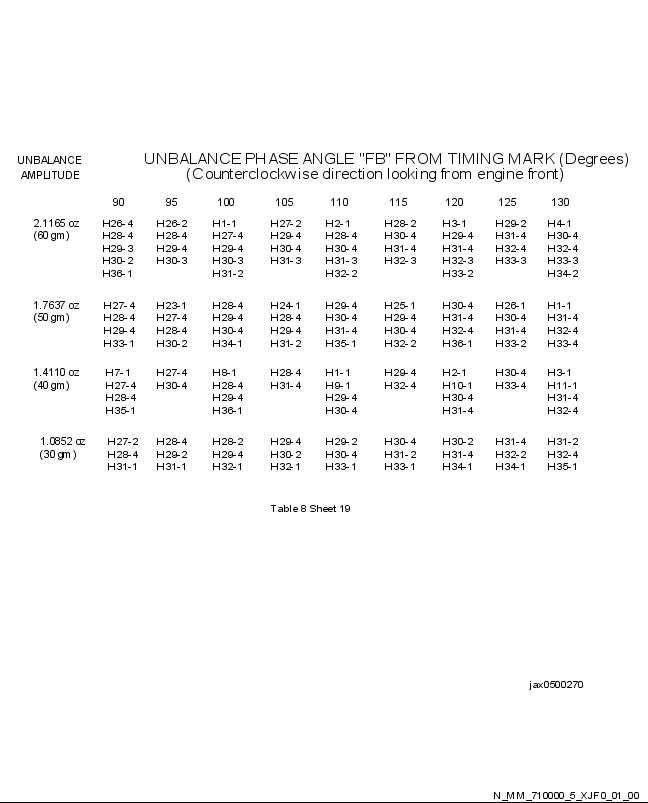 UNBALANCE UNBALANCE PHASE ANGLE "FB" FROM TIMING MARK (Degrees)
AMPLITUDE (Counterclockwise direction looking from engine front)
90 95 100 105 110 115 120 125 130
2.1165 oz H26-4 H26-2 H1-1 H27-2 H2-1 H28-2 H3-1 H29-2 H4-1
(60 gm) H28-4 H28-4 H27-4 H29-4 H28-4 H30-4 H29-4 H31-4 H30-4
H29-3 H29-4 H29-4 H30-4 H30-4 H31-4 H31-4 H32-4 H32-4
H30-2 H30-3 H30-3 H31-3 H31-3 H32-3 H32-3 H33-3 H33-3
H36-1 H31-2 H32-2 H33-2 H34-2
1.7637 oz H27-4 H23-1 H28-4 H24-1 H29-4 H25-1 H30-4 H26-1 H1-1
(50 gm) H28-4 H27-4 H29-4 H28-4 H30-4 H29-4 H31-4 H30-4 H31-4
H29-4 H28-4 H30-4 H29-4 H31-4 H30-4 H32-4 H31-4 H32-4
H33-1 H30-2 H34-1 H31-2 H35-1 H32-2 H36-1 H33-2 H33-4
1.4110 oz H7-1 H27-4 H8-1 H28-4 H1-1 H29-4 H2-1 H30-4 H3-1
(40 gm) H27-4 H30-4 H28-4 H31-4 H9-1 H32-4 H10-1 H33-4 H11-1
H28-4 H29-4 H29-4 H30-4 H31-4
H35-1 H36-1 H30-4 H31-4 H32-4
1.0852 oz H27-2 H28-4 H28-2 H29-4 H29-2 H30-4 H30-2 H31-4 H31-2
(30 gm) H28-4 H29-2 H29-4 H30-2 H30-4 H31-2 H31-4 H32-2 H32-4
H31-1 H31-1 H32-1 H32-1 H33-1 H33-1 H34-1 H34-1 H35-1
Table 8 Sheet 19
jax0500270
N_MM_710000_5_XJF0_01_00